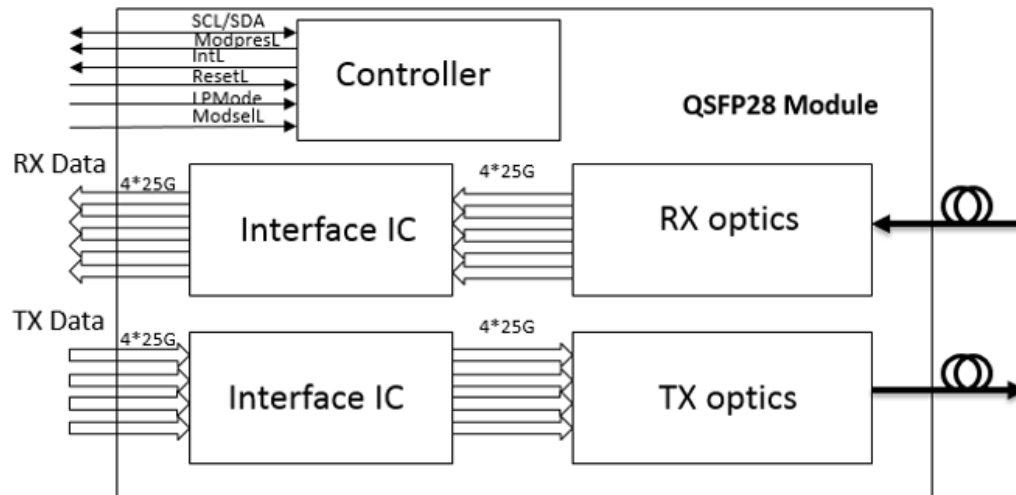 SCL/SDA
ModpresL
IntL
ResetL
LPMode
ModselL
Controller
QSFP28 Module
RX Data
4*25G
4*25G
Interface IC
RX optics
TX Data
4*25G
4*25G
Interface IC
TX optics